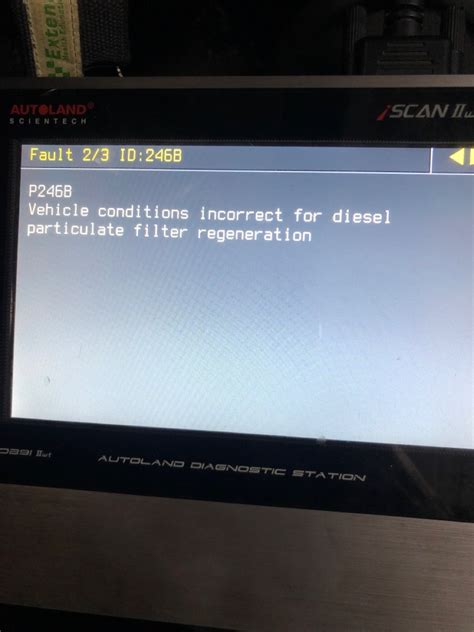 Exten
AUTOLAND®
SCIENTECH
iSCAN II
Fault 2/3 ID:246B
P246B
Vehicle conditions incorrect for diesel
particulate filter regeneration
AUTOLAND DIAGNOSTIC STATION